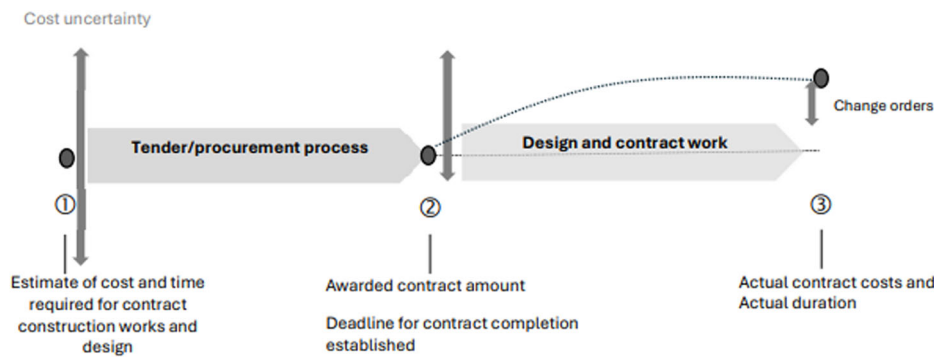 Cost uncertainty
Tender/procurement process
Design and contract work
Change orders
①
②
③
Estimate of cost and time
required for contract
construction works and
design
Awarded contract amount
Deadline for contract completion
established
Actual contract costs and
Actual duration